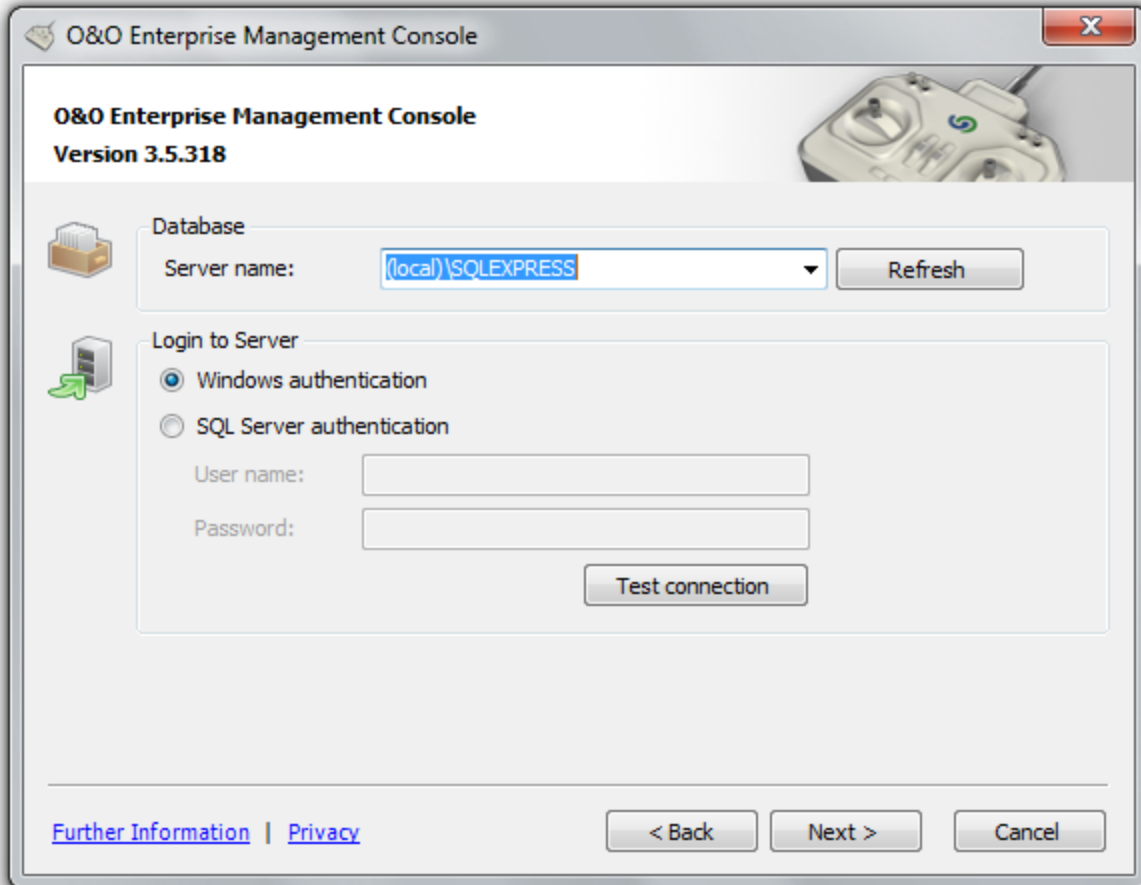 O&O Enterprise Management Console
O&O Enterprise Management Console
Version 3.5.318
Database
Server name: (local)\SQLEXPRESS Refresh
Login to Server
Windows authentication
SQL Server authentication
User name:
Password:
Test connection
Further Information | Privacy < Back Next > Cancel